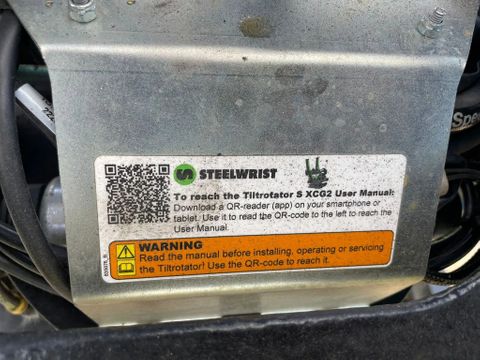 STEELWRIST
To reach the Tiltrotator S XCG2 User Manual:
Download a QR-reader (app) on your smartphone or
tablet. Use it to read the QR-code to the left to reach the
User Manual.
WARNING
Read the manual before installing, operating or servicing
the Tiltrotator! Use the QR-code to reach it.